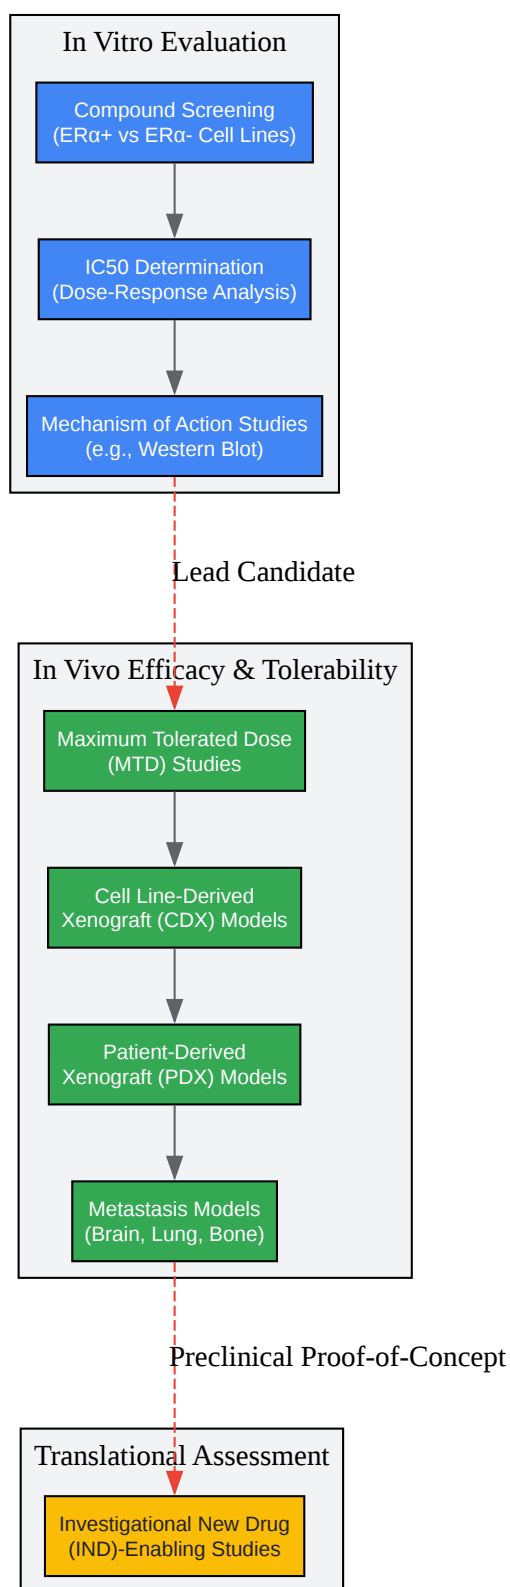 In Vitro Evaluation
Compound Screening
(ERα+ vs ERα- Cell Lines)
IC50 Determination
(Dose-Response Analysis)
Mechanism of Action Studies
(e.g., Western Blot)
Lead Candidate
In Vivo Efficacy & Tolerability
Maximum Tolerated Dose
(MTD) Studies
Cell Line-Derived
Xenograft (CDX) Models
Patient-Derived
Xenograft (PDX) Models
Metastasis Models
(Brain, Lung, Bone)
Preclinical Proof-of-Concept
Translational Assessment
Investigational New Drug
(IND)-Enabling Studies